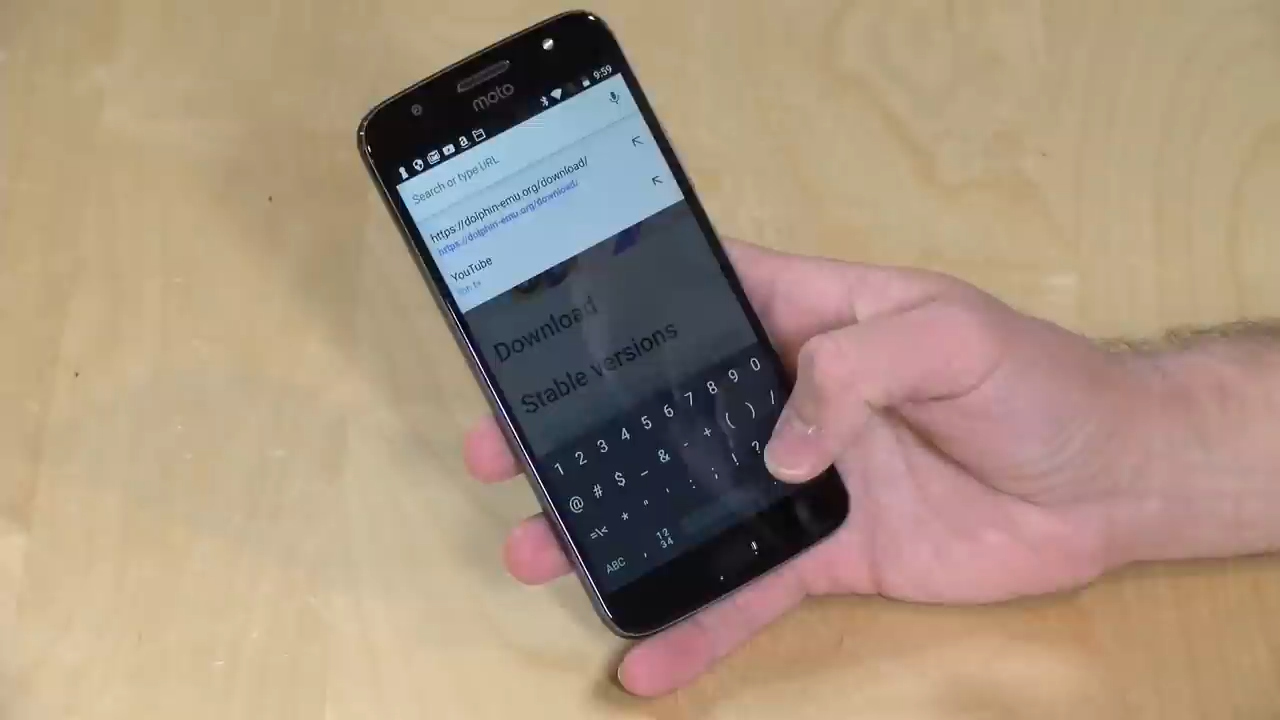 moto
9:59
Search or type URL
https://dolphin-emu.org/download/
https://dolphin-emu.org/download/
YouTube
Download
Stable versions
1 2 3 4 5 6 7 8 9 0
@ # $ – & - + ( ) /
=\< * " ' : ; ! ?
ABC , 12 34